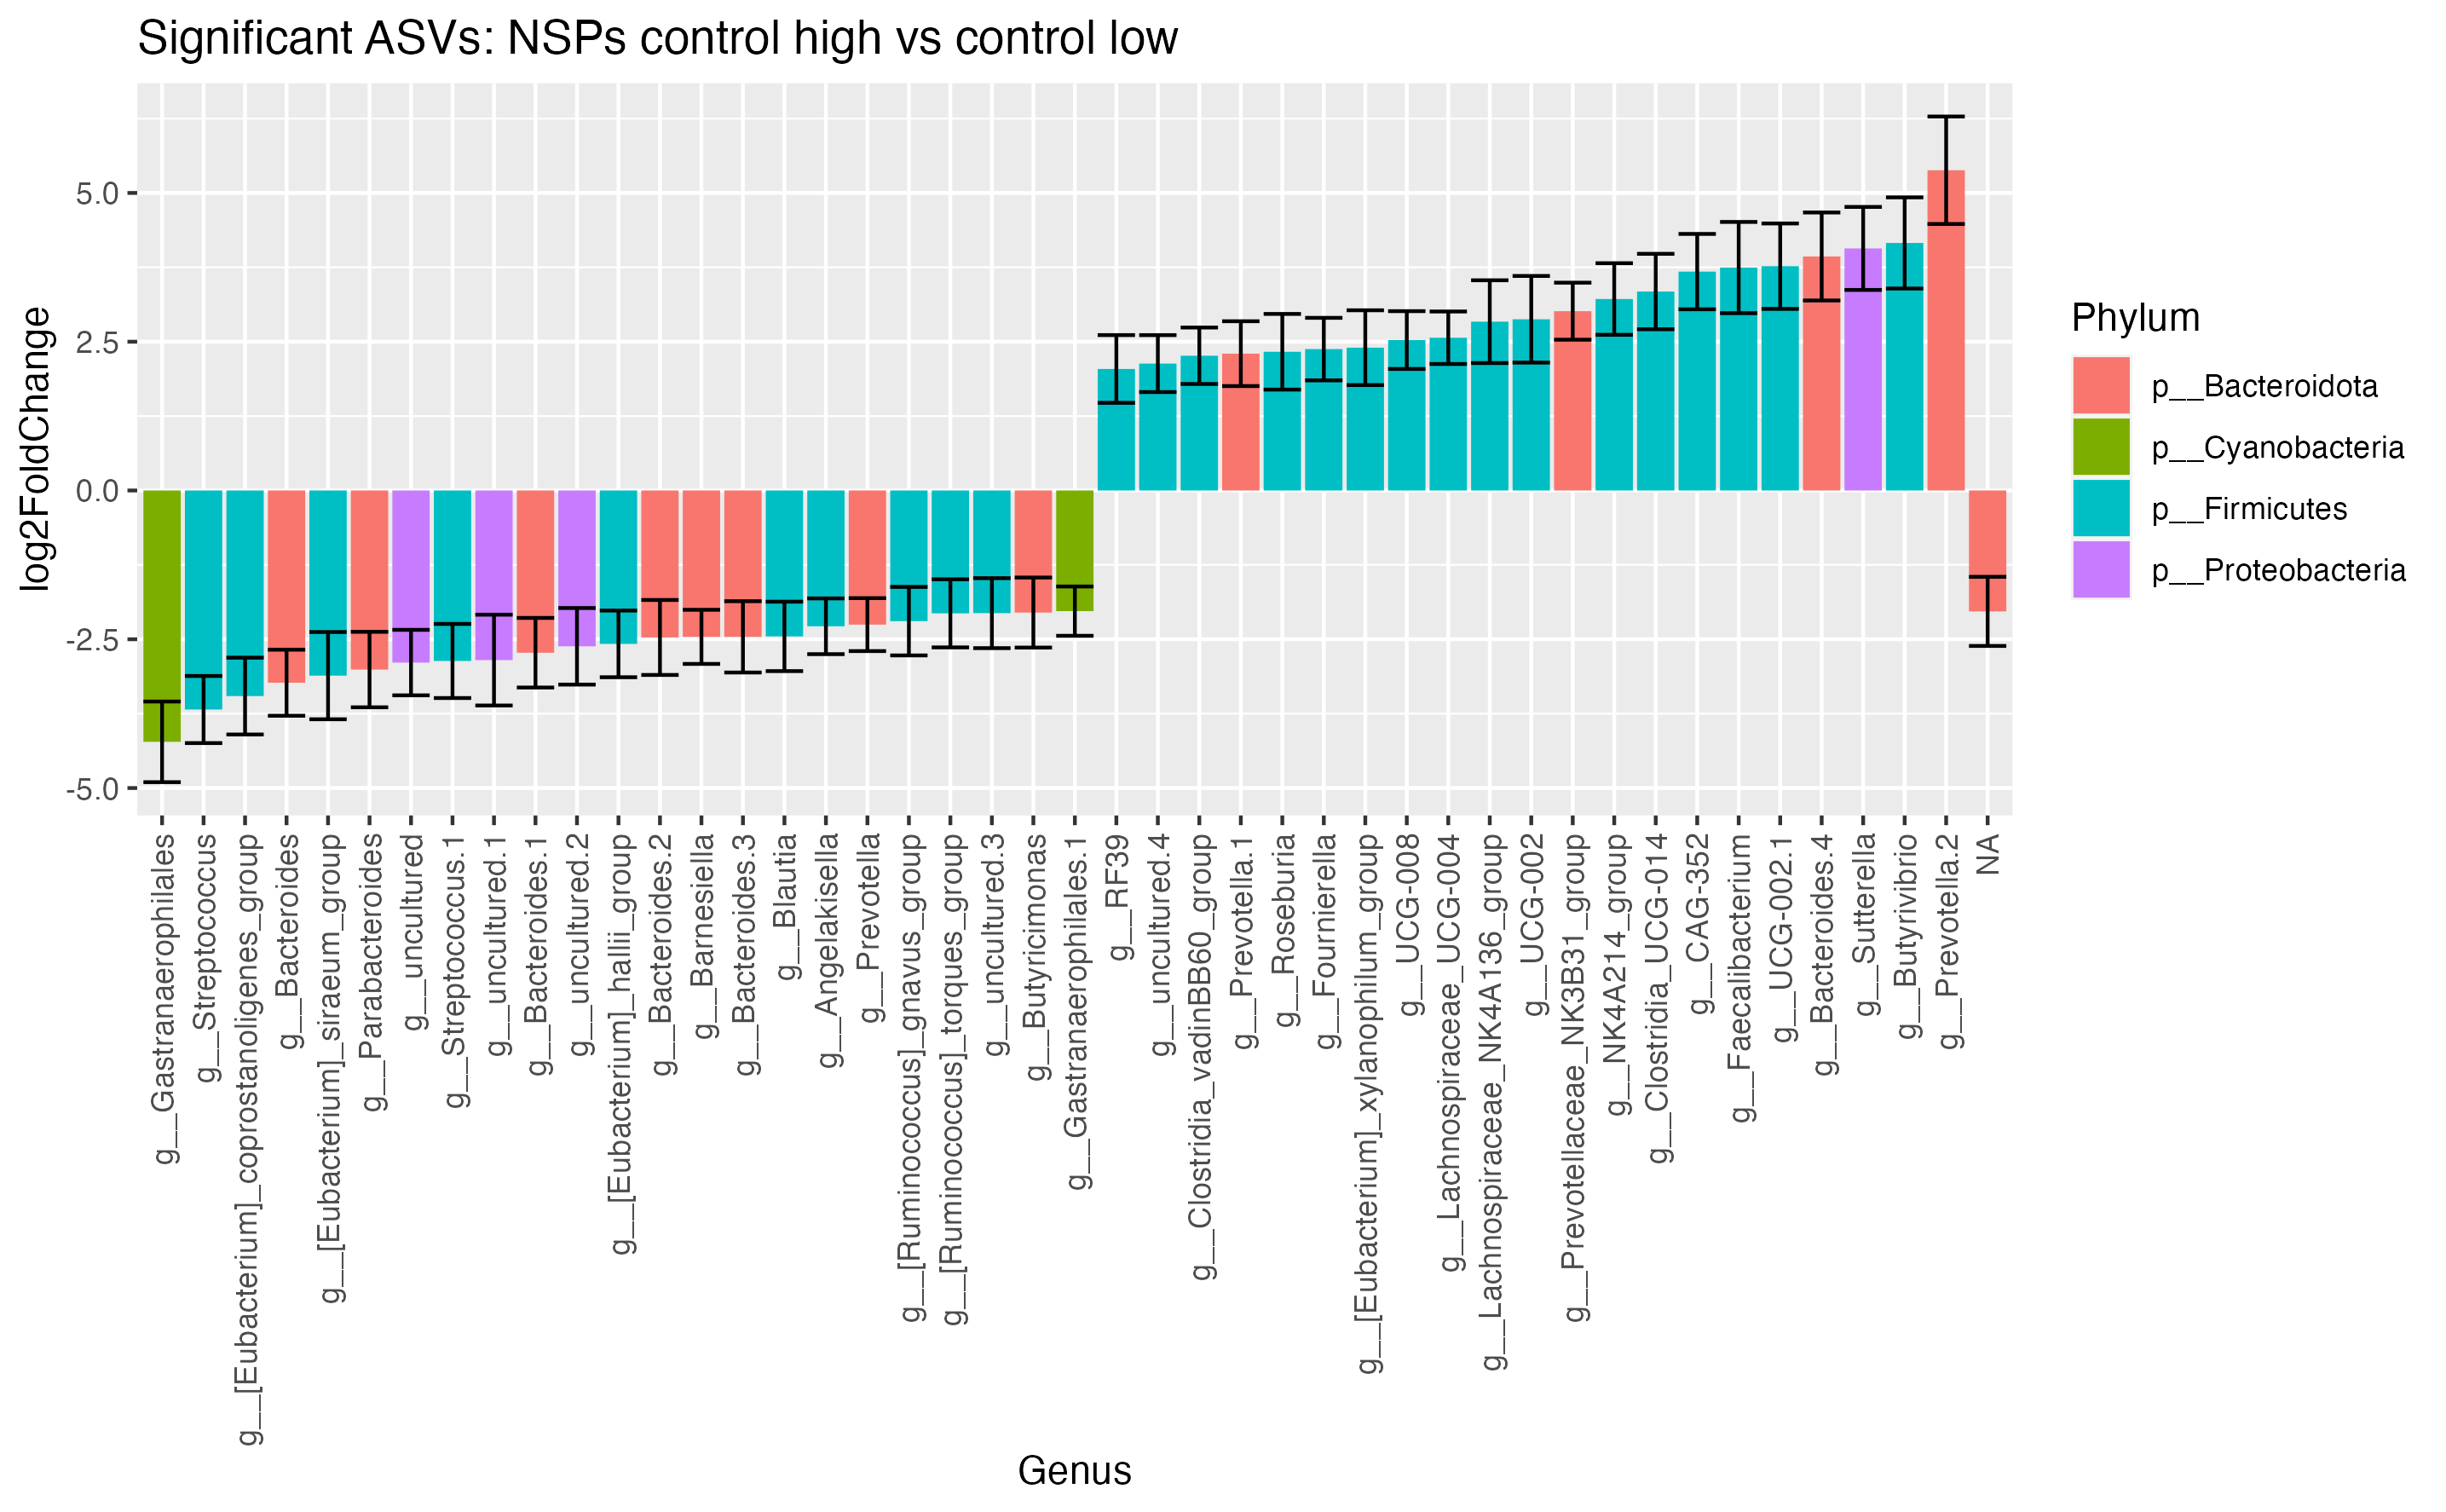 Significant ASVs: NSPs control high vs control low
log2FoldChange
5.0
2.5
0.0
-2.5
-5.0
g__Gastranaerophilales
g__Streptococcus
g__[Eubacterium]_coprostanoligenes_group
g__Bacteroides
g__[Eubacterium]_siraeum_group
g__Parabacteroides
g__uncultured
g__Streptococcus.1
g__uncultured.1
g__Bacteroides.1
g__uncultured.2
g__[Eubacterium]_hallii_group
g__Bacteroides.2
g__Barnesiella
g__Bacteroides.3
g__Blautia
g__Angelakisella
g__Prevotella
g__[Ruminococcus]_gnavus_group
g__[Ruminococcus]_torques_group
g__uncultured.3
g__Butyricimonas
g__Gastranaerophilales.1
g__RF39
g__uncultured.4
g__Clostridia_vadinBB60_group
g__Prevotella.1
g__Roseburia
g__Fournierella
g__[Eubacterium]_xylanophilum_group
g__UCG-008
g__Lachnospiraceae_UCG-004
g__Lachnospiraceae_NK4A136_group
g__UCG-002
g__Prevotellaceae_NK3B31_group
g__NK4A214_group
g__Clostridia_UCG-014
g__CAG-352
g__Faecalibacterium
g__UCG-002.1
g__Bacteroides.4
g__Sutterella
g__Butyrivibrio
g__Prevotella.2
NA
Genus
Phylum
p__Bacteroidota
p__Cyanobacteria
p__Firmicutes
p__Proteobacteria